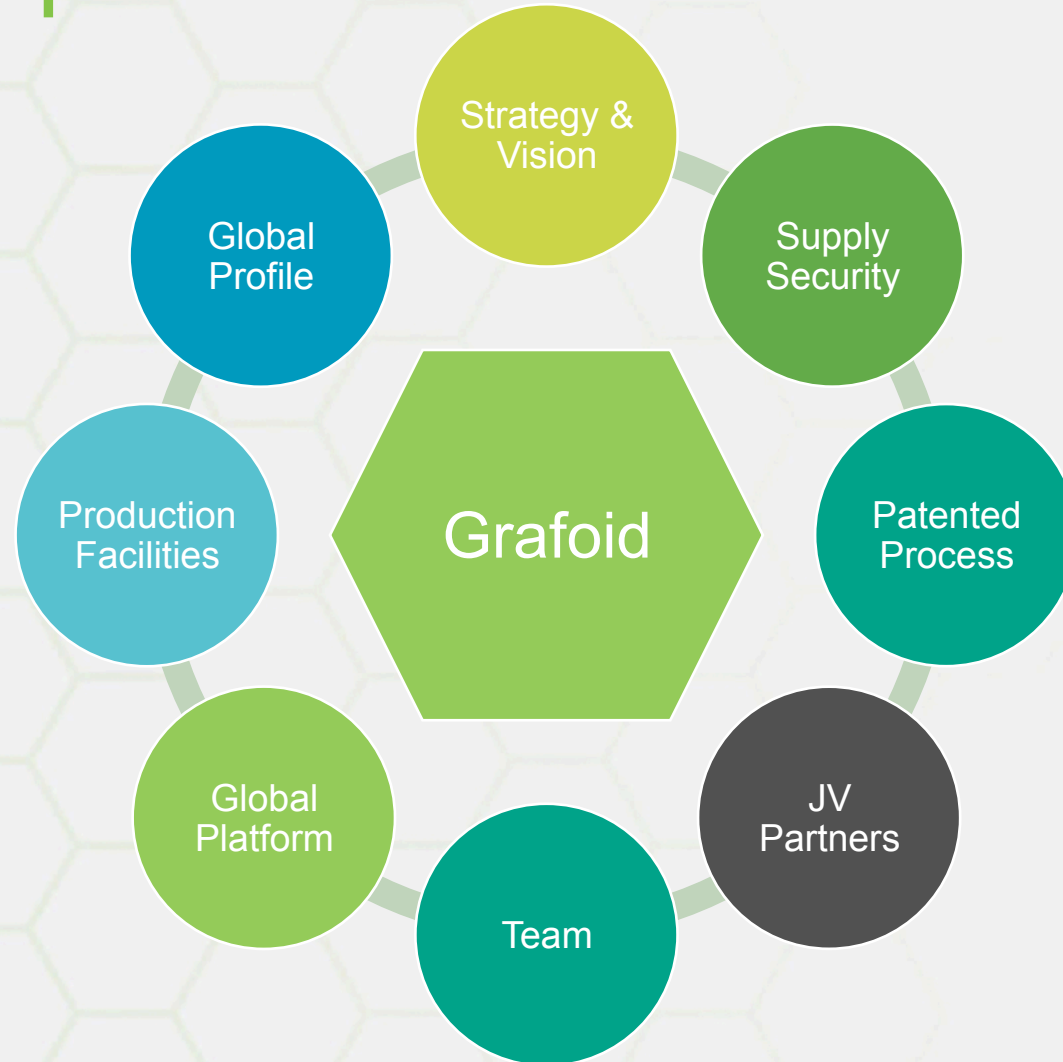 Strategy &
Vision
Global
Profile
Supply
Security
Production
Facilities
Grafoid
Patented
Process
Global
Platform
JV
Partners
Team